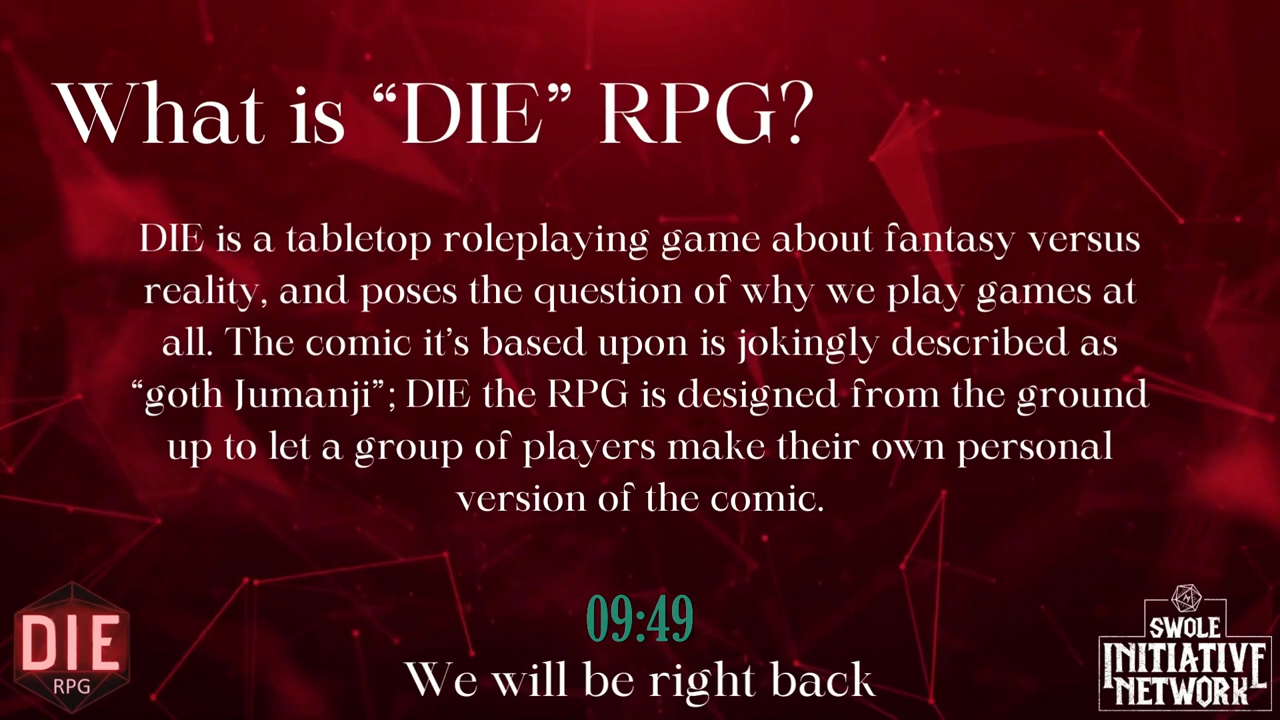 What is “DIE” RPG?
DIE is a tabletop roleplaying game about fantasy versus
reality, and poses the question of why we play games at
all. The comic it’s based upon is jokingly described as
“goth Jumanji”; DIE the RPG is designed from the ground
up to let a group of players make their own personal
version of the comic.
09:49
We will be right back
DIE
RPG
SWOLE
INITIATIVE
NETWORK